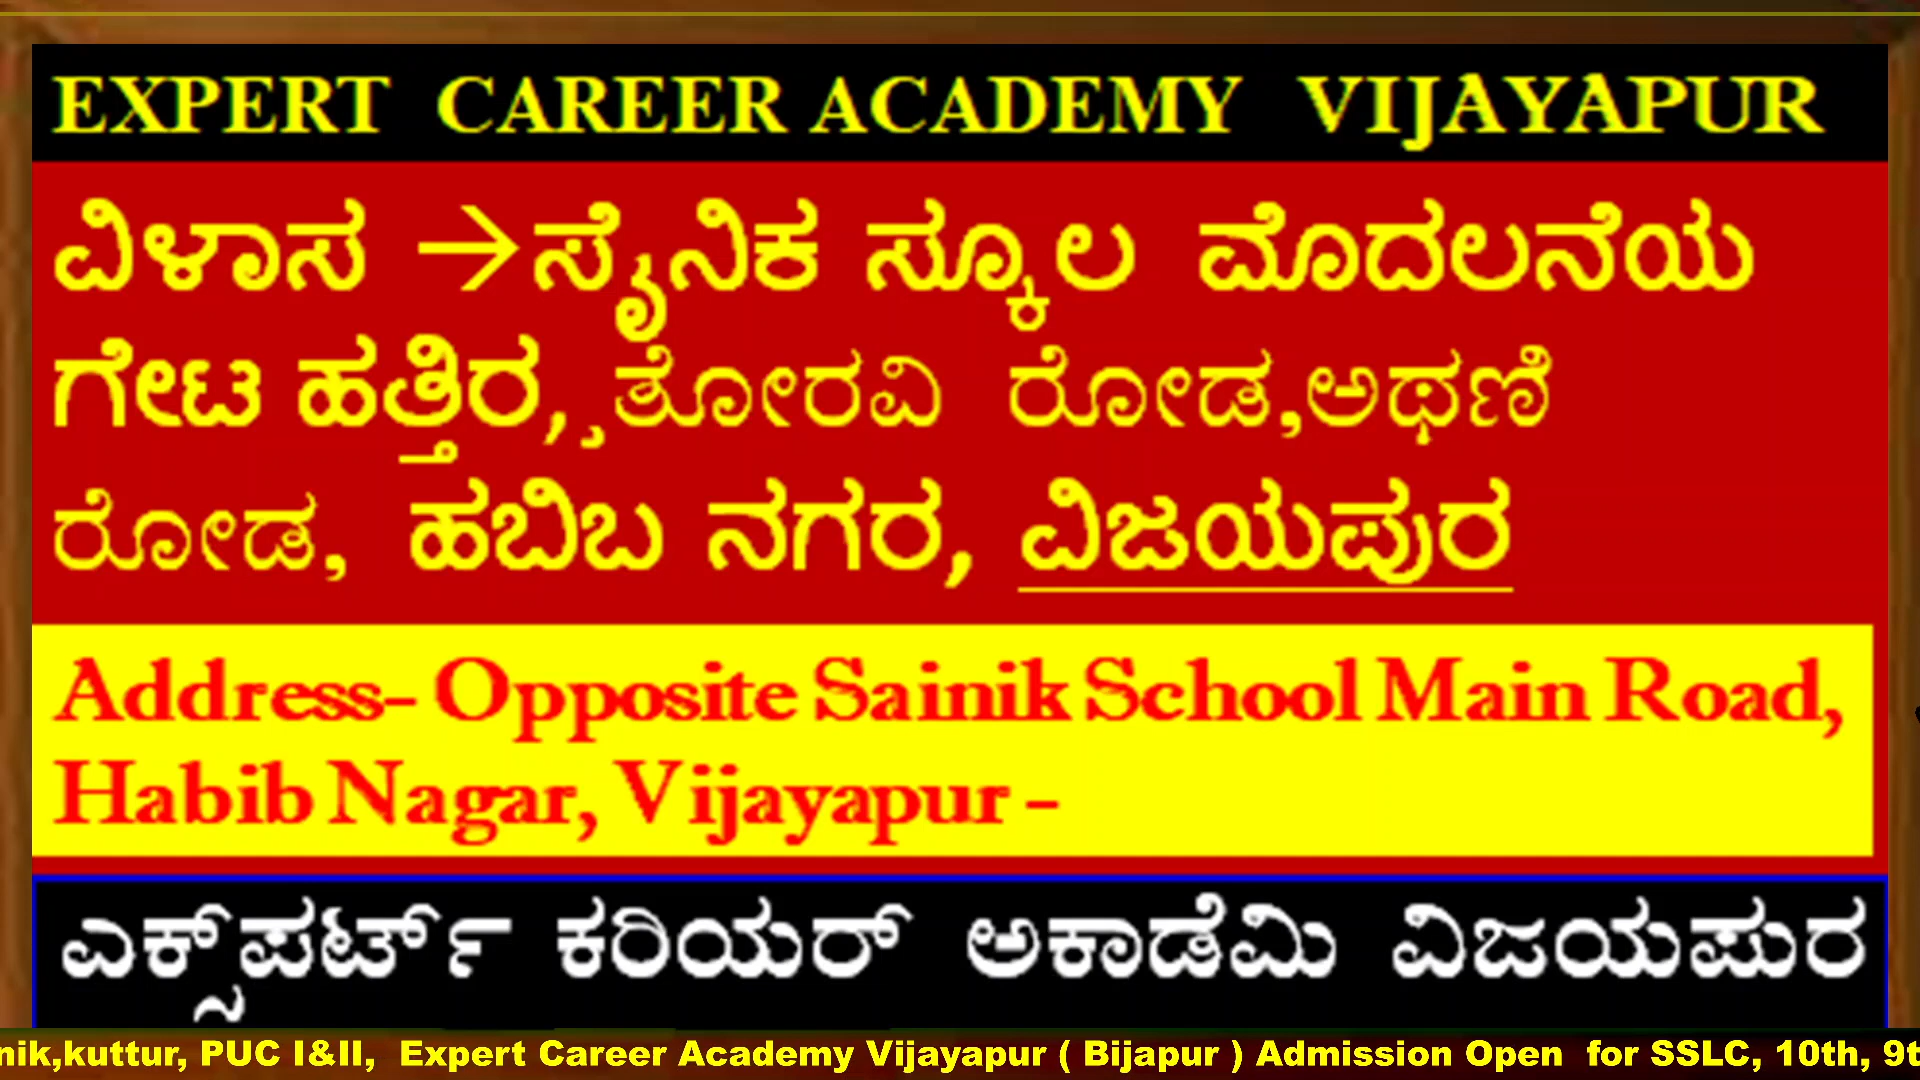 EXPERT CAREER ACADEMY VIJAYAPUR
ವಿಳಾಸ →ಸೈನಿಕ ಸ್ಕೂಲ ಮೊದಲನೆಯ
ಗೇಟ ಹತ್ತಿರ,,ತೋರವಿ ರೋಡ,ಅಥಣಿ
ರೋಡ, ಹಬಿಬ ನಗರ, ವಿಜಯಪುರ
Address- Opposite Sainik School Main Road,
Habib Nagar, Vijayapur -
ಎಕ್ಸ್‌ಪರ್ಟ್ ಕರಿಯರ್ ಅಕಾಡೆಮಿ ವಿಜಯಪುರ
nik,kuttur, PUC I&II, Expert Career Academy Vijayapur ( Bijapur ) Admission Open for SSLC, 10th, 9t